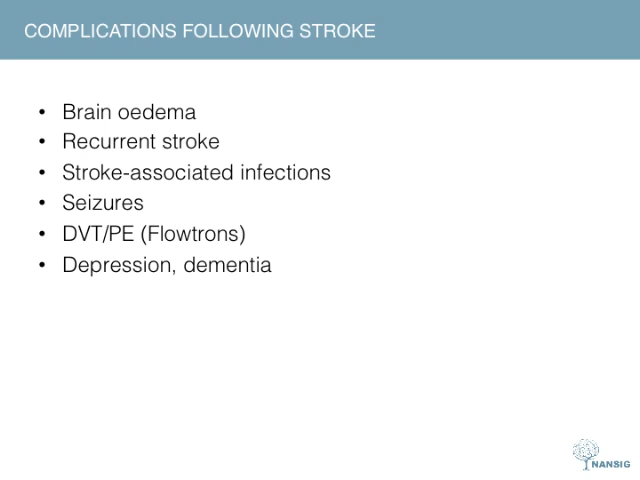 COMPLICATIONS FOLLOWING STROKE
• Brain oedema
• Recurrent stroke
• Stroke-associated infections
• Seizures
• DVT/PE (Flowtrons)
• Depression, dementia
NANSIG